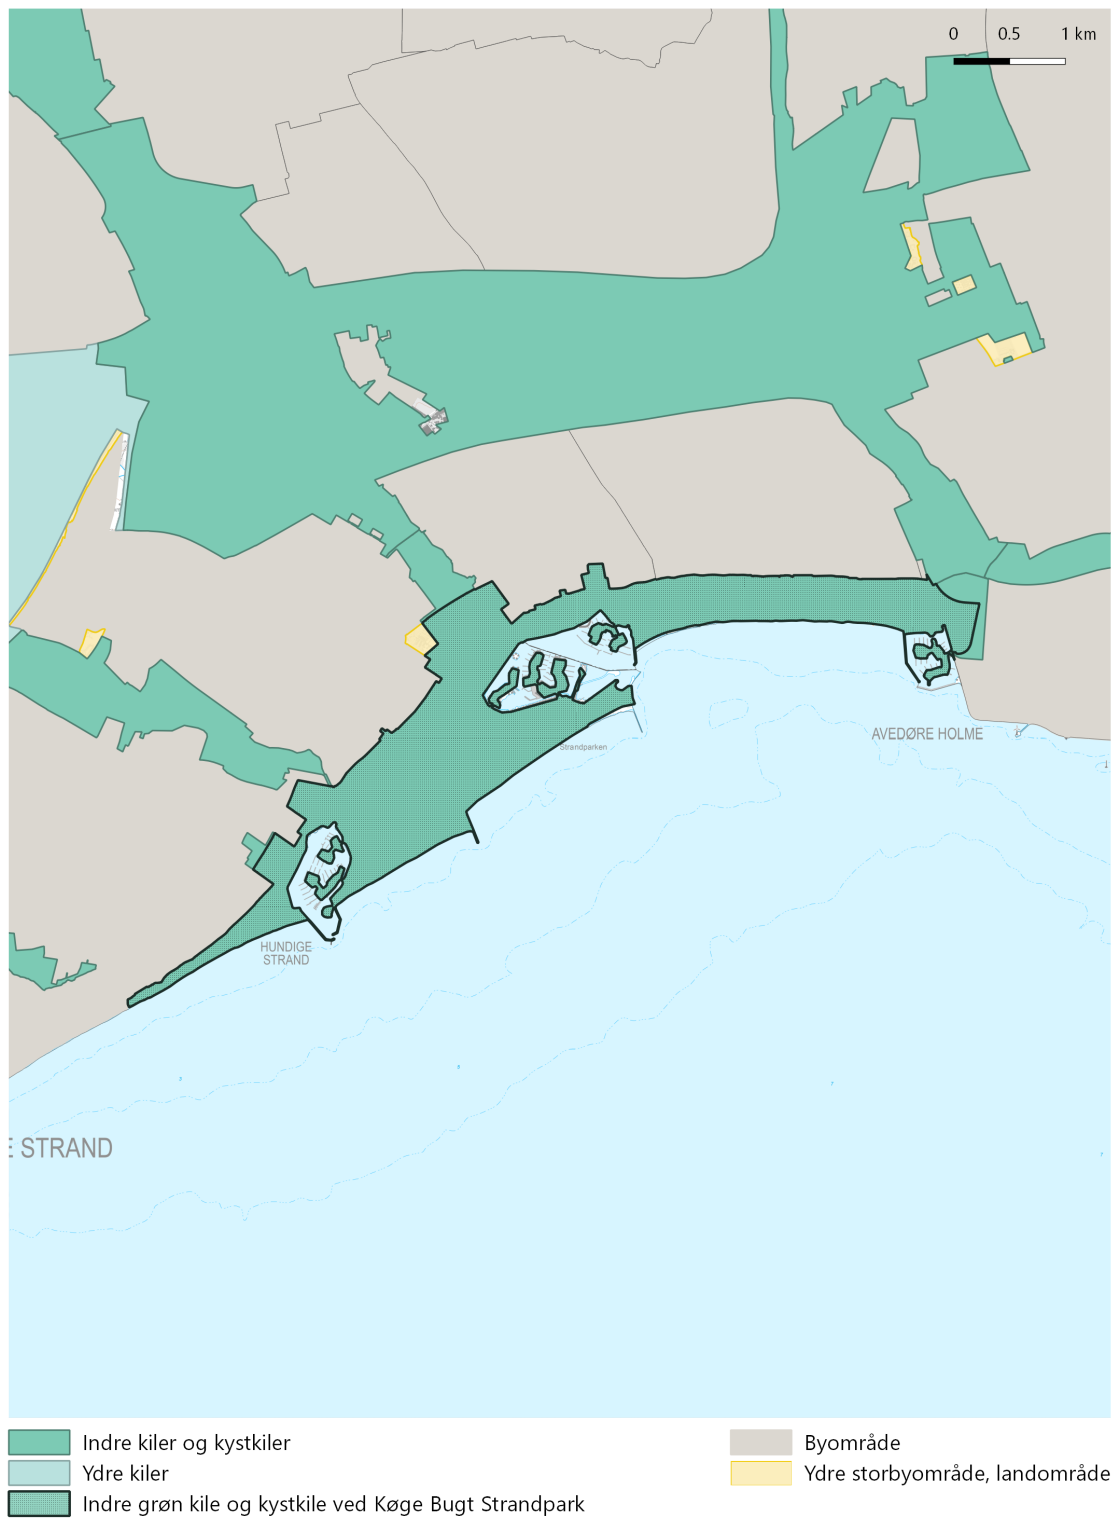 0 0.5 1 km
Strandparken
AVEDØRE HOLME
HUNDIGE
STRAND
E STRAND
Indre kiler og kystkiler
Ydre kiler
Indre grøn kile og kystkile ved Køge Bugt Strandpark
Byområde
Ydre storbyområde, landområde